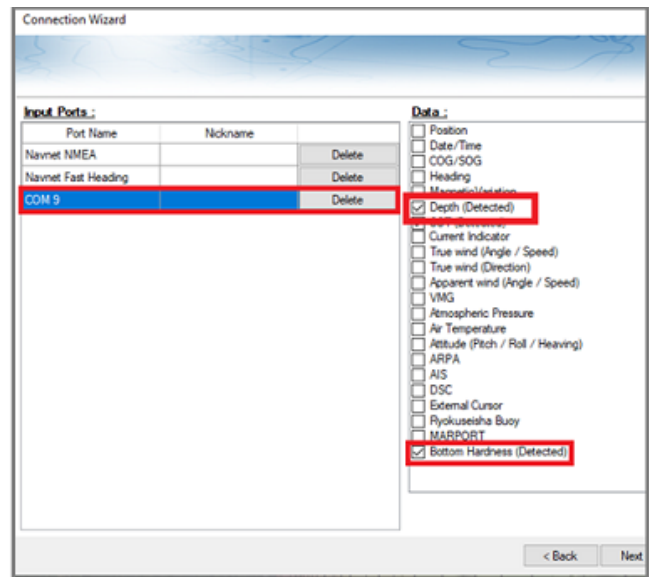 Connection Wizard
Input Ports :
Port Name Nickname
Navnet NMEA Delete
Navnet Fast Heading Delete
COM 9 Delete
Data :
Position
Date/Time
COG/SOG
Heading
Magnetic Variation
Depth (Detected)
SST (Detected)
Current Indicator
True wind (Angle / Speed)
True wind (Direction)
Apparent wind (Angle / Speed)
VMG
Atmospheric Pressure
Air Temperature
Attitude (Pitch / Roll / Heaving)
ARPA
AIS
DSC
External Cursor
Ryokuseisha Buoy
MARPORT
Bottom Hardness (Detected)
< Back Next